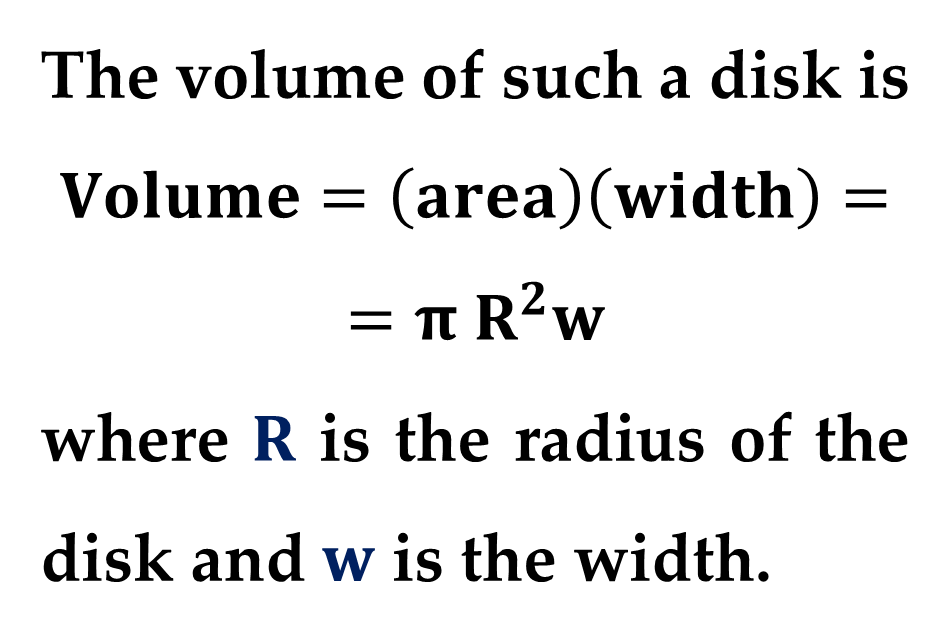 The volume of such a disk is
Volume = (area)(width) =
= π R²w
where R is the radius of the
disk and w is the width.